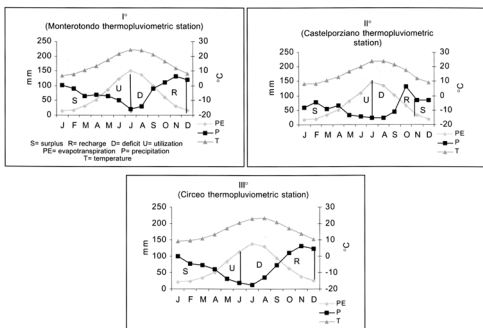 I°
(Monterotondo thermopluviometric station)
250
200
150
100
50
0
mm
30
20
10
0
-10
-20
°C
S
U
D
R
J F M A M J J A S O N D
S= surplus R= recharge D= deficit U= utilization
PE= evapotranspiration P= precipitation
T= temperature
PE
P
T
II°
(Castelporziano thermopluviometric
station)
250
200
150
100
50
0
mm
30
20
10
0
-10
-20
°C
S
U
D
R
S
J F M A M J J A S O N D
PE
P
T
III°
(Circeo thermopluviometric station)
250
200
150
100
50
0
mm
30
20
10
0
-10
-20
°C
S
U
D
R
J F M A M J J A S O N D
PE
P
T